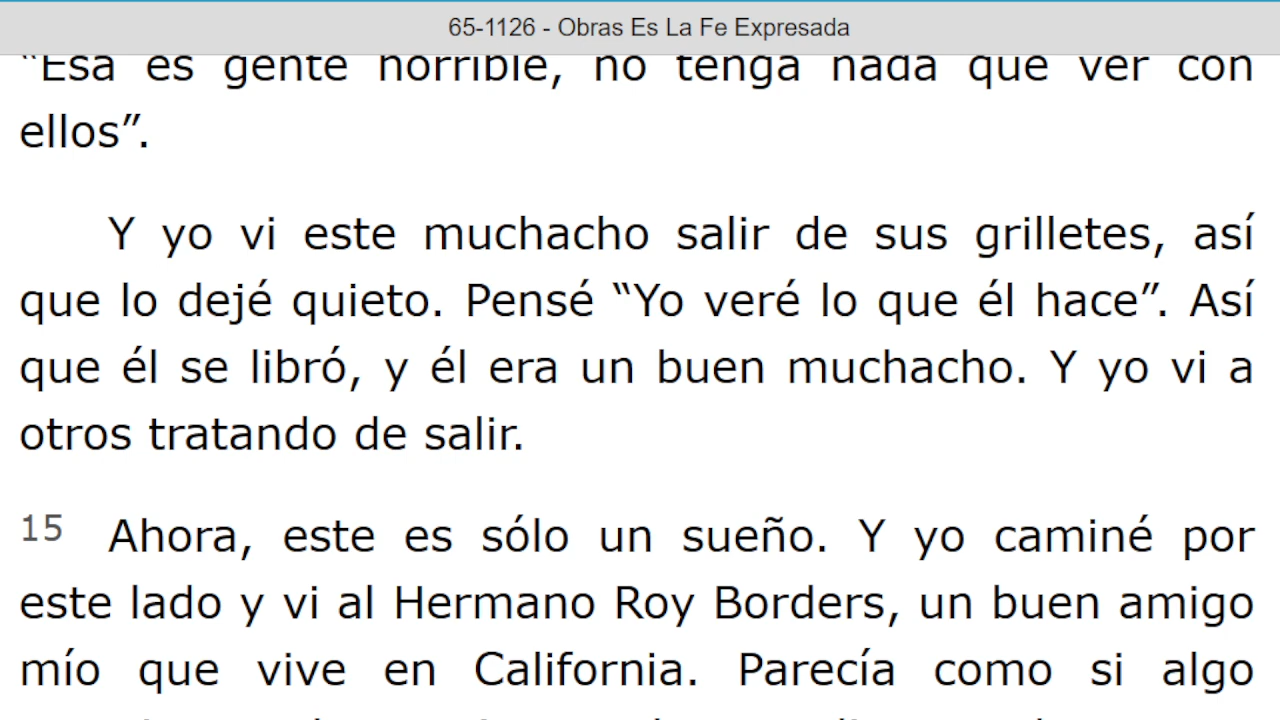 65-1126 - Obras Es La Fe Expresada
“Esa es gente horrible, no tenga nada que ver con
ellos”.
Y yo vi este muchacho salir de sus grilletes, así
que lo dejé quieto. Pensé “Yo veré lo que él hace”. Así
que él se libró, y él era un buen muchacho. Y yo vi a
otros tratando de salir.
15 Ahora, este es sólo un sueño. Y yo caminé por
este lado y vi al Hermano Roy Borders, un buen amigo
mío que vive en California. Parecía como si algo